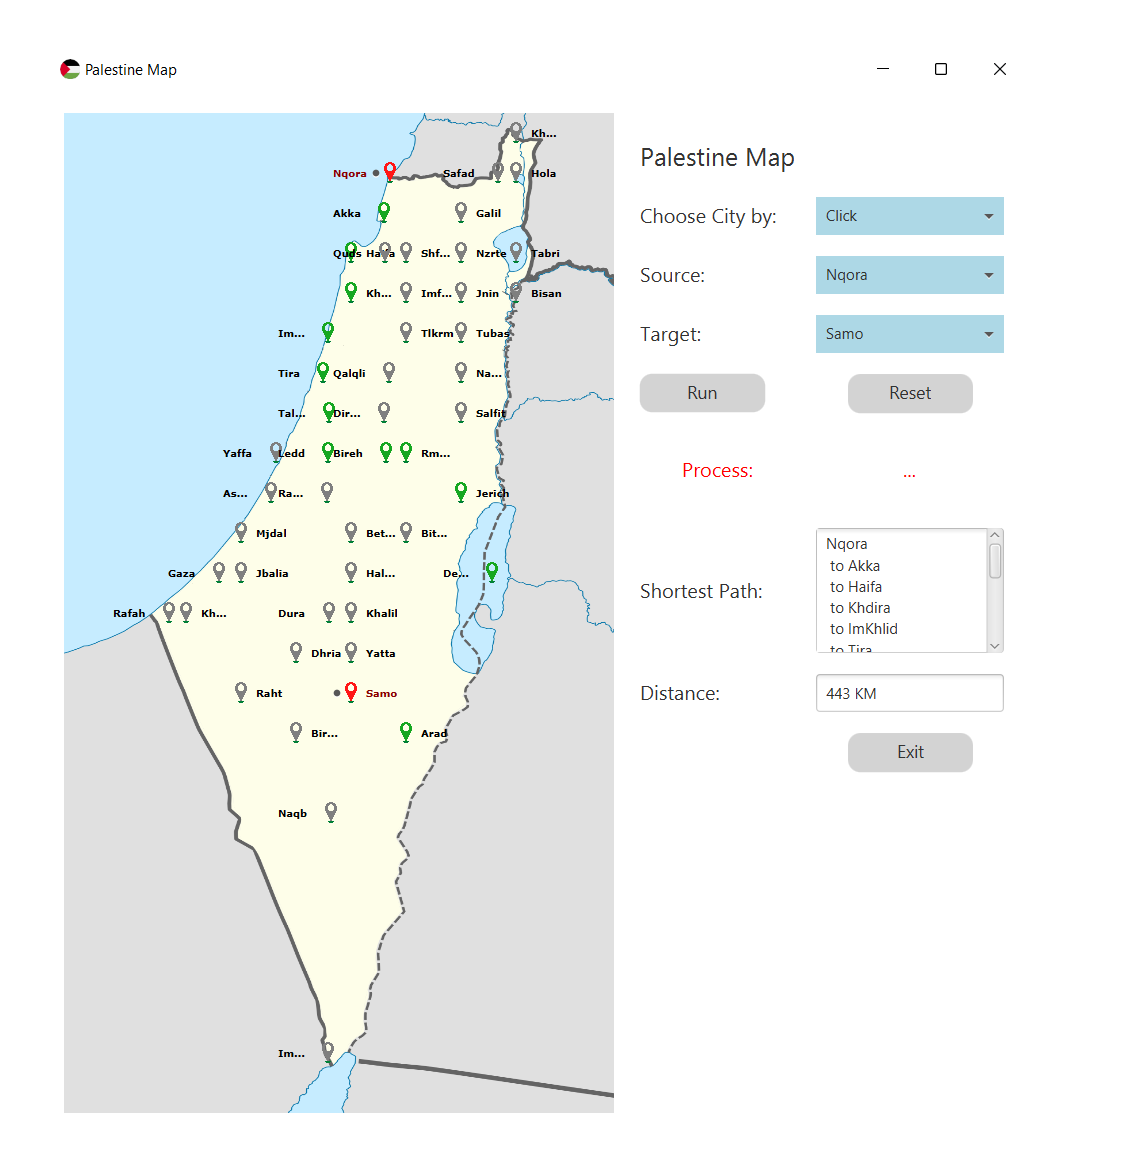 Palestine Map
Kh...
Nqora
Safad
Hola
Akka
Galil
Quds
Haifa
Shf...
Nzrte
Tabri
Kh...
Imf...
Jnin
Bisan
Im...
Tlkrm
Tubas
Tira
Qalqli
Na...
Tal...
Dir...
Salfit
Yaffa
Ledd
Bireh
Rm...
As...
Ra...
Jerich
Mjdal
Bet...
Bit...
Gaza
Jbalia
Hal...
De...
Rafah
Kh...
Dura
Khalil
Dhria
Yatta
Raht
Samo
Bir...
Arad
Naqb
Im...
Palestine Map
Choose City by:
Click
Source:
Nqora
Target:
Samo
Run
Reset
Process:
...
Shortest Path:
Nqora
to Akka
to Haifa
to Khdira
to ImKhlid
to Tira
Distance:
443 KM
Exit